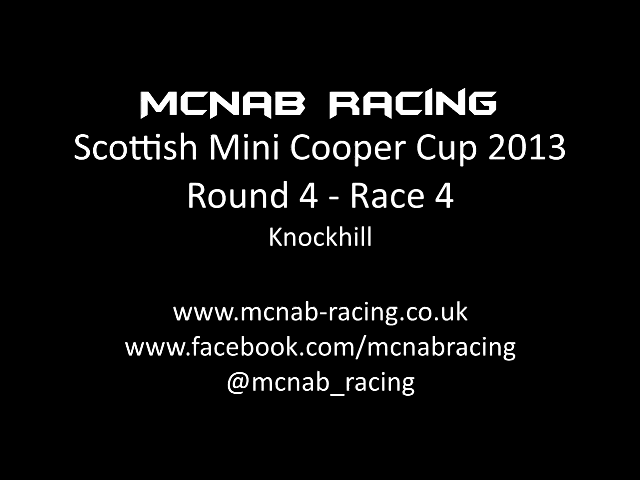 MCNAB RACING
Scottish Mini Cooper Cup 2013
Round 4 - Race 4
Knockhill
www.mcnab-racing.co.uk
www.facebook.com/mcnabracing
@mcnab_racing